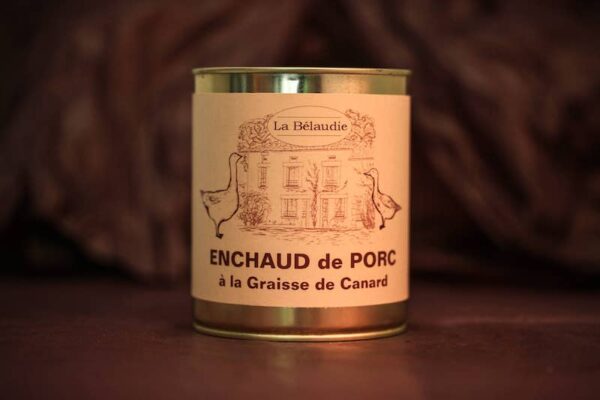 La Bélaudie
ENCHAUD de PORC
à la Graisse de Canard